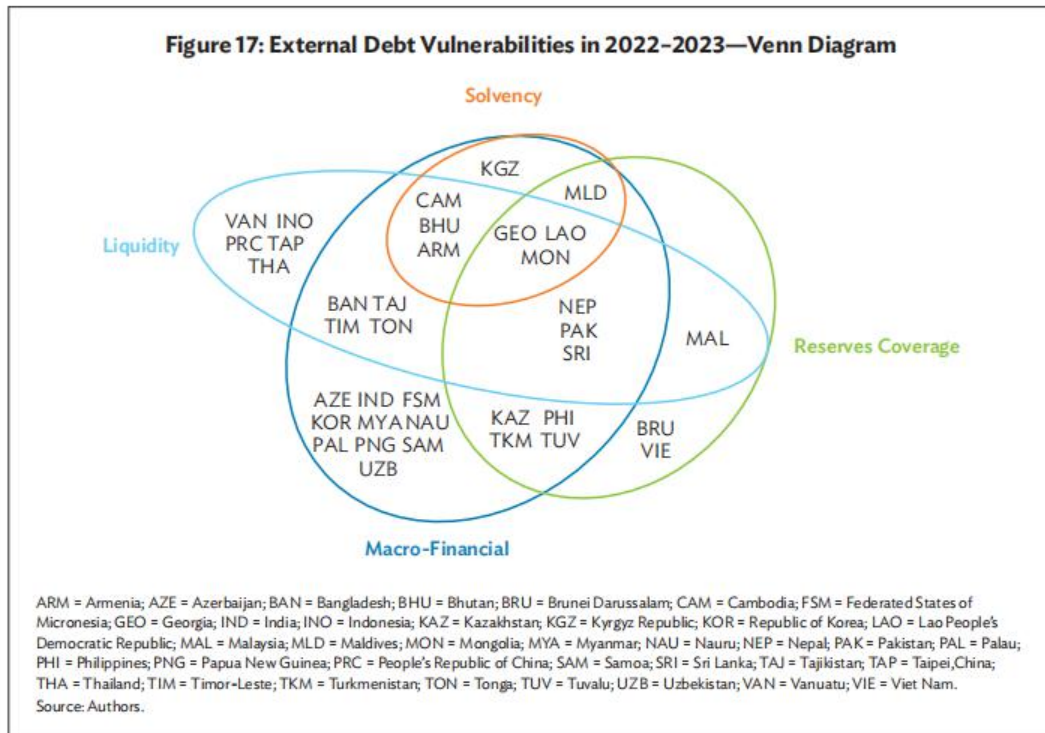 Figure 17: External Debt Vulnerabilities in 2022–2023—Venn Diagram
Solvency
KGZ
CAM
MLD
VAN INO
BHU
GEO LAO
PRC TAP
Liquidity
ARM
MON
THA
BAN TAJ
NEP
TIM TON
PAK
MAL
Reserves Coverage
SRI
AZE IND FSM
KAZ PHI
KOR MYA NAU
BRU
TKM TUV
PAL PNG SAM
VIE
UZB
Macro-Financial
ARM = Armenia; AZE = Azerbaijan; BAN = Bangladesh; BHU = Bhutan; BRU = Brunei Darussalam; CAM = Cambodia; FSM = Federated States of
Micronesia; GEO = Georgia; IND = India; INO = Indonesia; KAZ = Kazakhstan; KGZ = Kyrgyz Republic; KOR = Republic of Korea; LAO = Lao People's
Democratic Republic; MAL = Malaysia; MLD = Maldives; MON = Mongolia; MYA = Myanmar; NAU = Nauru; NEP = Nepal; PAK = Pakistan; PAL = Palau;
PHI = Philippines; PNG = Papua New Guinea; PRC = People's Republic of China; SAM = Samoa; SRI = Sri Lanka; TAJ = Tajikistan; TAP = Taipei,China;
THA = Thailand; TIM = Timor-Leste; TKM = Turkmenistan; TON = Tonga; TUV = Tuvalu; UZB = Uzbekistan; VAN = Vanuatu; VIE = Viet Nam.
Source: Authors.